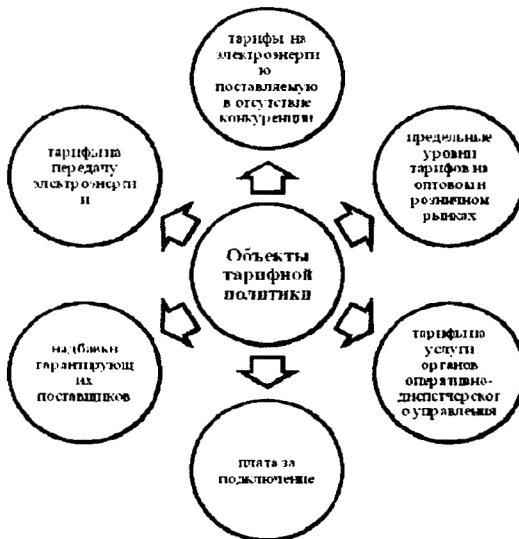 тарифы на
электроэнерги
ю
поставляемую
в отсутствие
конкуренции
предельные
уровни
тарифов на
оптовом и
розничном
рынках
тарифы на
услуги
органов
оперативно-
диспетчерског
о управления
плата за
подключение
надбавки
гарантирующ
их
поставщиков
тарифы на
передачу
электроэнерги
и
Объекты
тарифной
политики